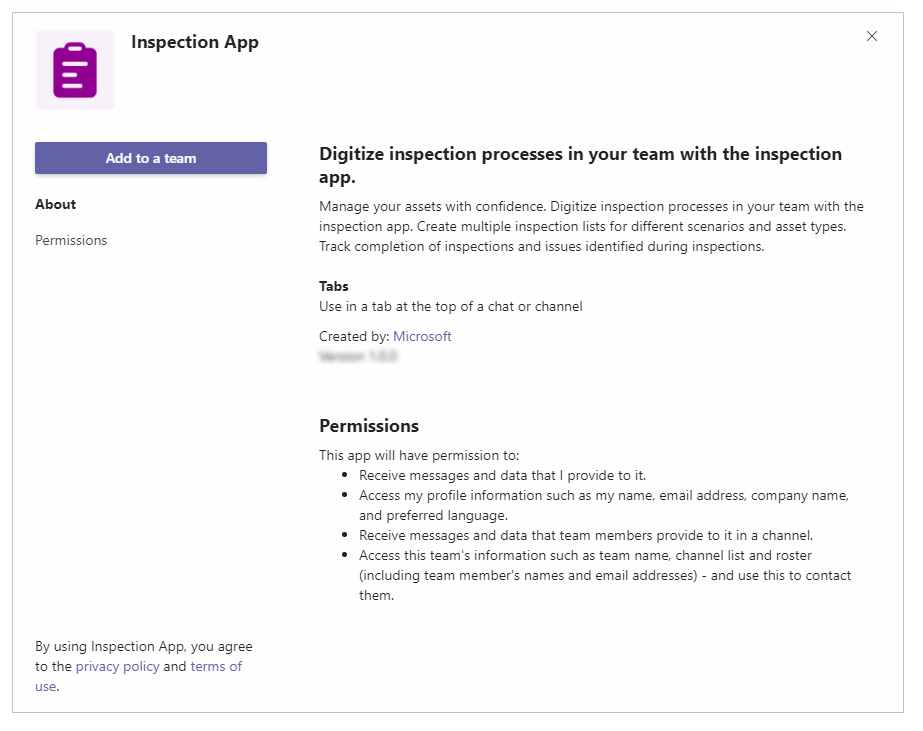 Inspection App
Add to a team
About
Permissions
Digitize inspection processes in your team with the inspection
app.
Manage your assets with confidence. Digitize inspection processes in your team with the
inspection app. Create multiple inspection lists for different scenarios and asset types.
Track completion of inspections and issues identified during inspections.
Tabs
Use in a tab at the top of a chat or channel
Created by: Microsoft
Version 1.0.0
Permissions
This app will have permission to:
• Receive messages and data that I provide to it.
• Access my profile information such as my name, email address, company name,
and preferred language.
• Receive messages and data that team members provide to it in a channel.
• Access this team's information such as team name, channel list and roster
(including team member's names and email addresses) - and use this to contact
them.
By using Inspection App, you agree
to the privacy policy and terms of
use.